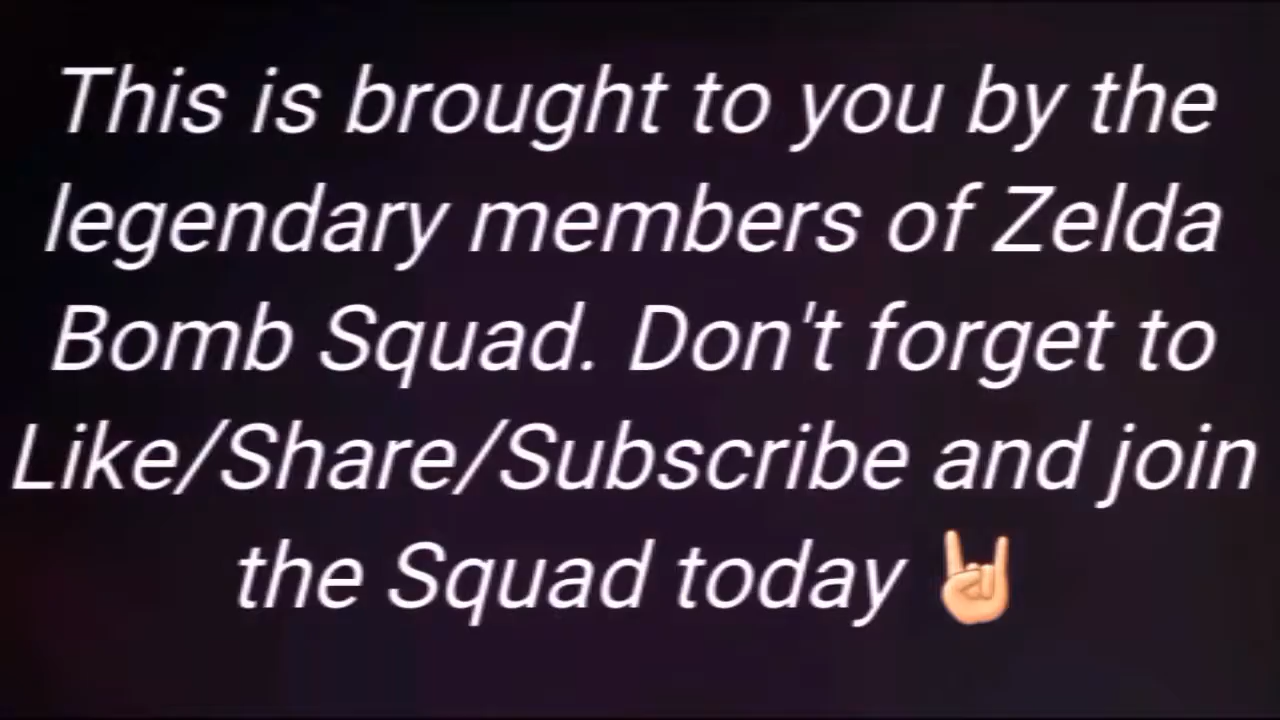 This is brought to you by the
legendary members of Zelda
Bomb Squad. Don't forget to
Like/Share/Subscribe and join
the Squad today 🤘